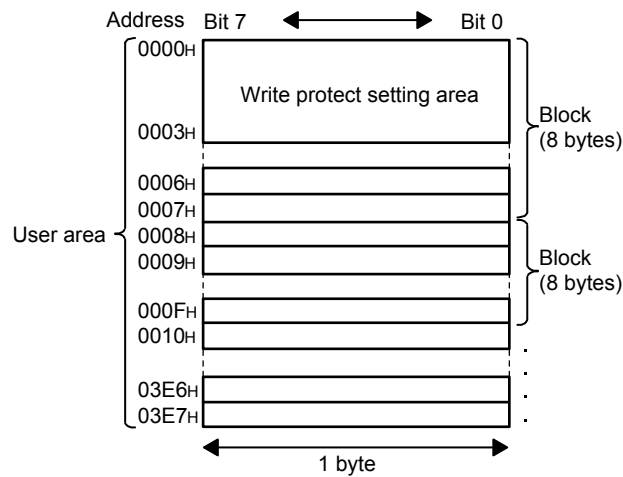 Address Bit 7 Bit 0
0000H
Write protect setting area
0003H
Block
(8 bytes)
0006H
0007H
User area
0008H
0009H
Block
(8 bytes)
000FH
0010H
03E6H
03E7H
1 byte